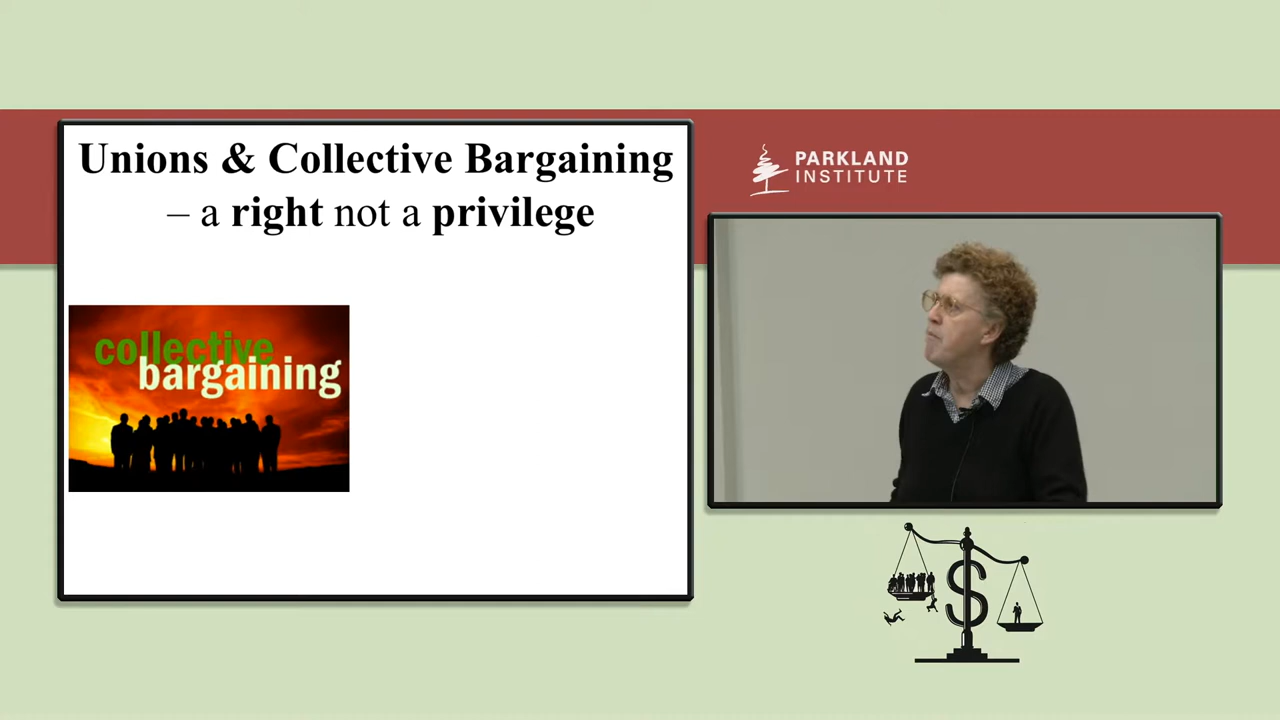 Unions & Collective Bargaining
– a right not a privilege
collective
bargaining
PARKLAND
INSTITUTE
$